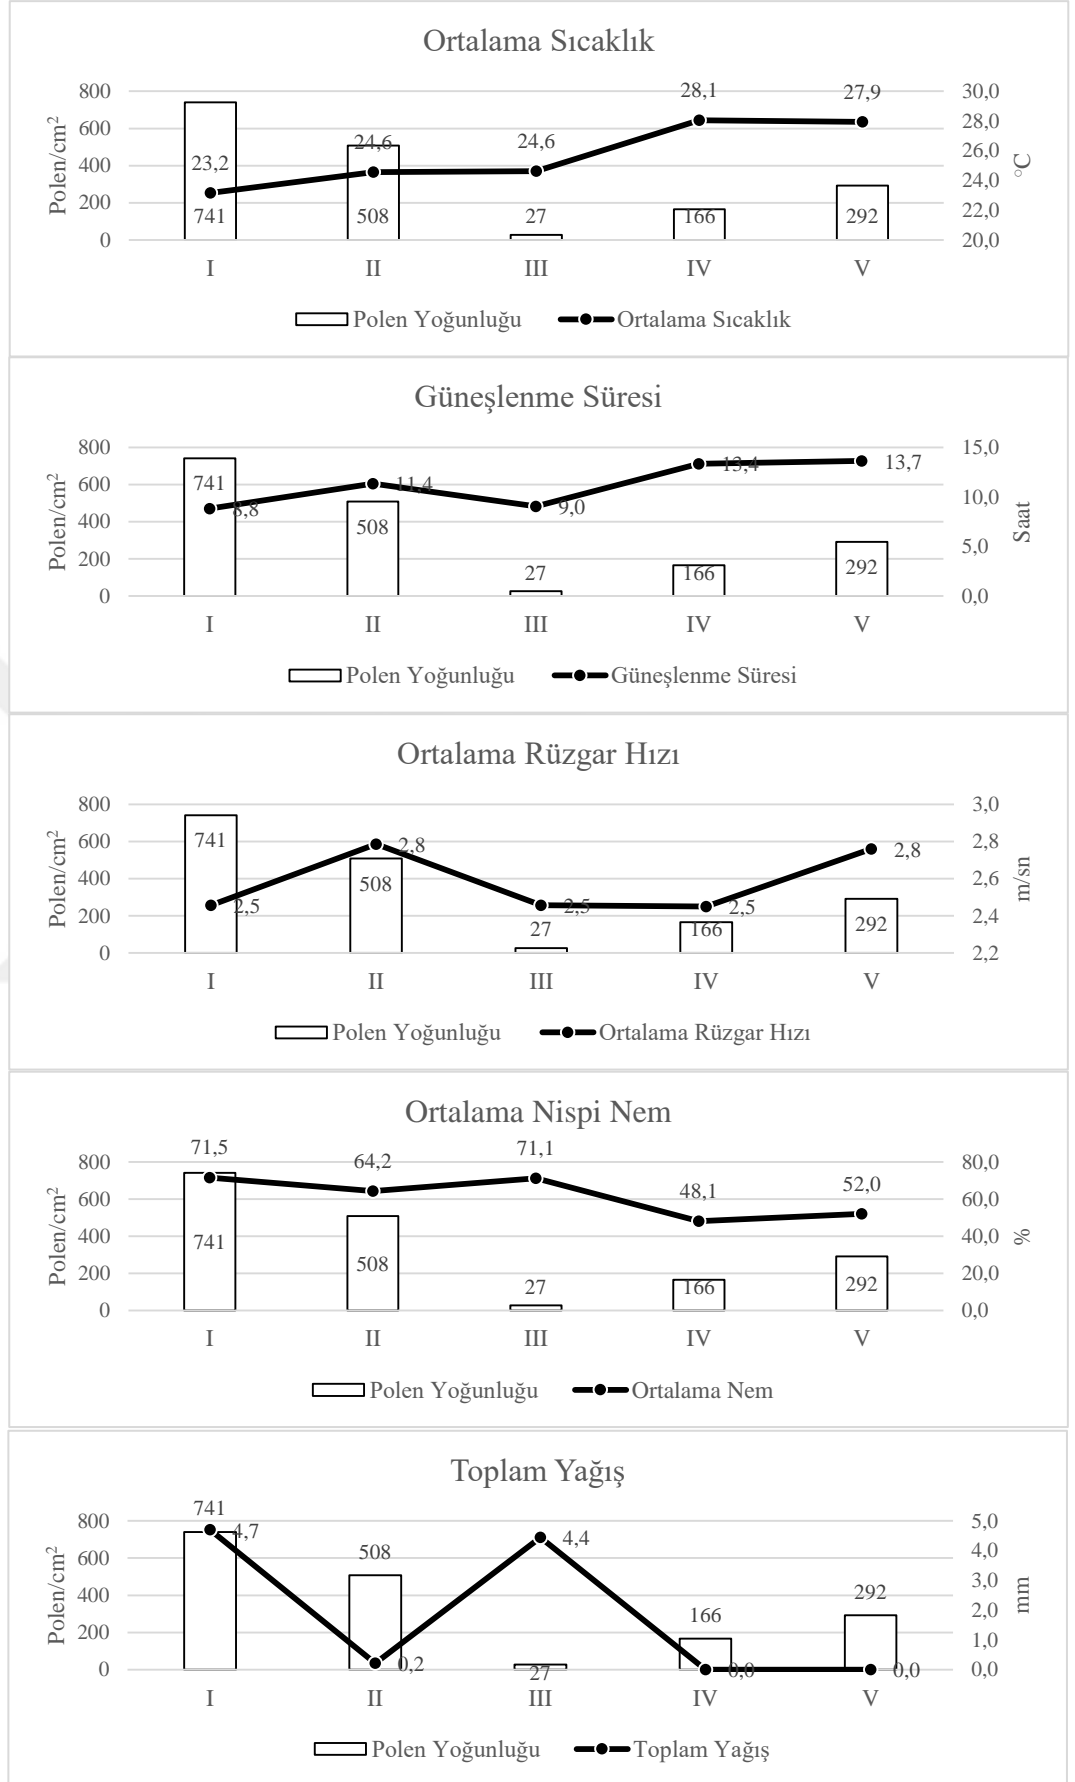 Ortalama Sıcaklık
800 600 400 200 0
Polen/cm²
23,2 24,6 24,6 28,1 27,9
741 508 27 166 292
30,0 28,0 26,0 24,0 22,0 20,0
°C
I II III IV V
Polen Yoğunluğu Ortalama Sıcaklık
Güneşlenme Süresi
800 600 400 200 0
Polen/cm²
741 508 27 166 292
8,8 11,4 9,0 13,4 13,7
15,0 10,0 5,0 0,0
Saat
I II III IV V
Polen Yoğunluğu Güneşlenme Süresi
Ortalama Rüzgar Hızı
800 600 400 200 0
Polen/cm²
741 508 27 166 292
2,5 2,8 2,5 2,5 2,8
3,0 2,8 2,6 2,4 2,2
m/sn
I II III IV V
Polen Yoğunluğu Ortalama Rüzgar Hızı
Ortalama Nispi Nem
800 600 400 200 0
Polen/cm²
71,5 64,2 71,1 48,1 52,0
741 508 27 166 292
80,0 60,0 40,0 20,0 0,0
%
I II III IV V
Polen Yoğunluğu Ortalama Nem
Toplam Yağış
800 600 400 200 0
Polen/cm²
741 508 27 166 292
4,7 0,2 4,4 0,0 0,0
5,0 4,0 3,0 2,0 1,0 0,0
mm
I II III IV V
Polen Yoğunluğu Toplam Yağış